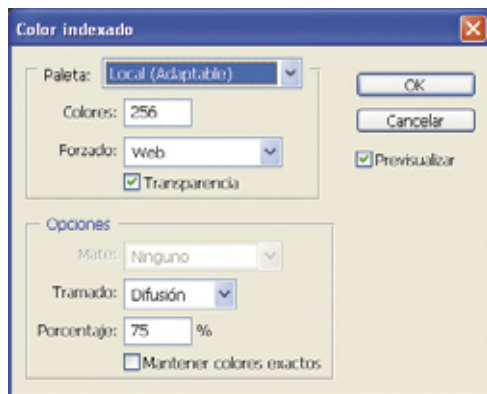 Color indexado
Paleta: Local (Adaptable)
OK
Colores: 256
Cancelar
Forzado: Web
Previsualizar
Transparencia
Opciones
Mate: Ninguno
Tramado: Difusión
Porcentaje: 75 %
Mantener colores exactos